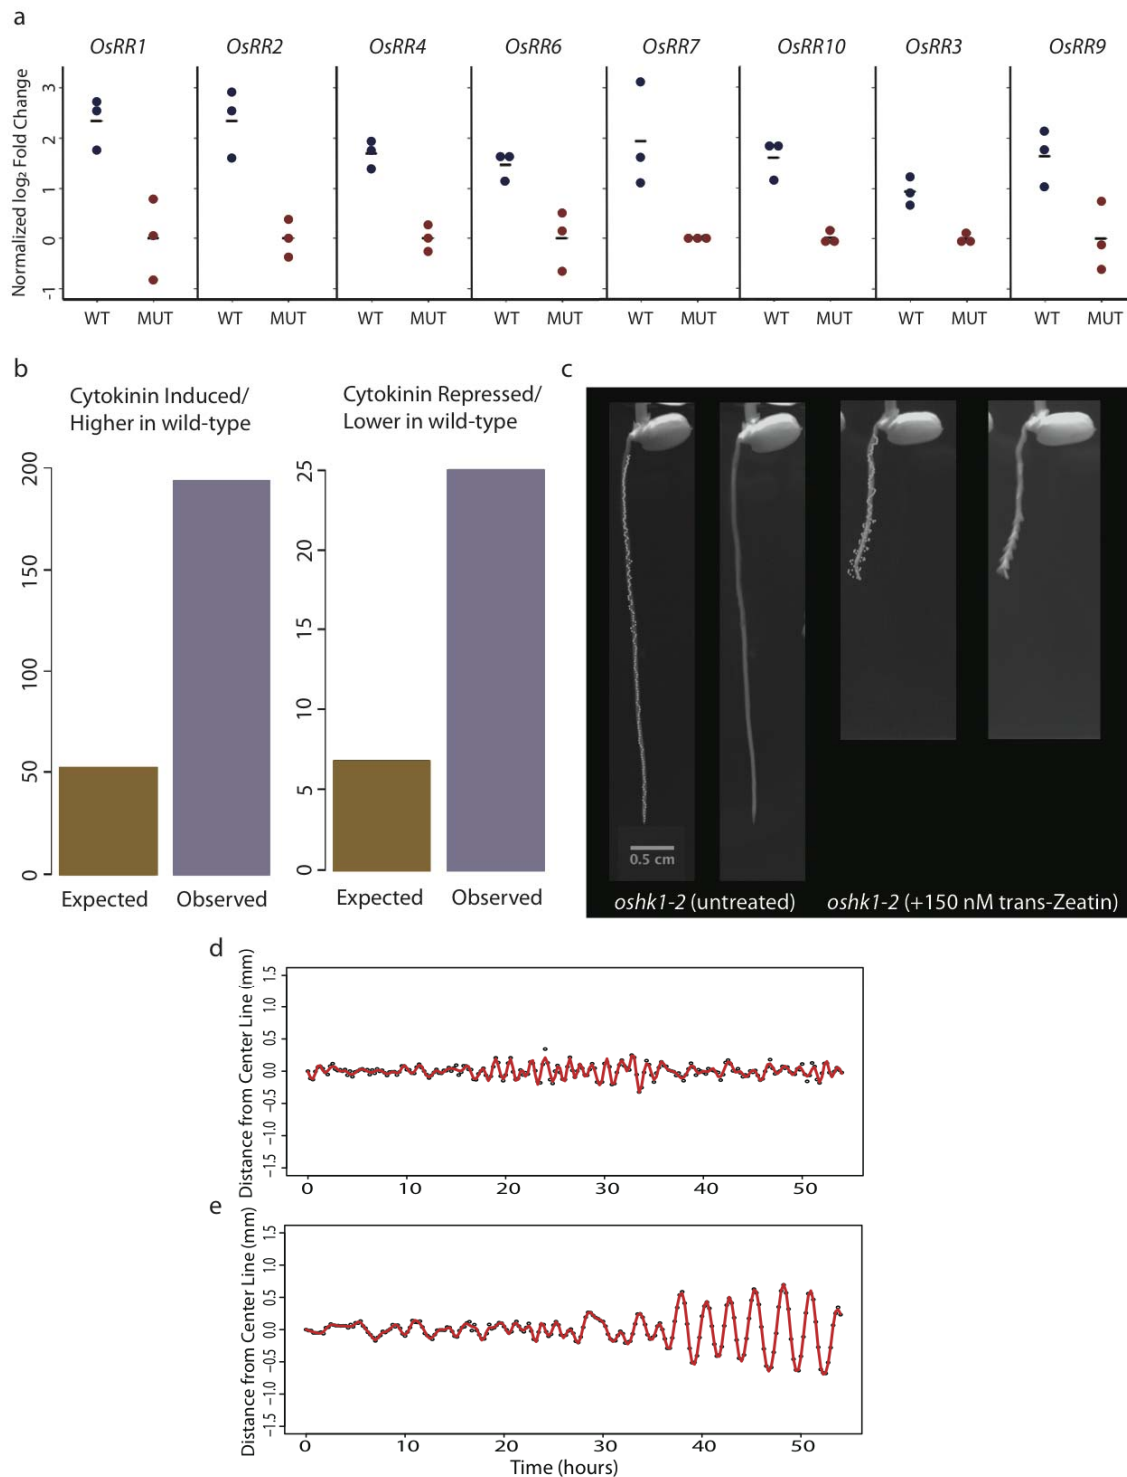 a
OsRR1 OsRR2 OsRR4 OsRR6 OsRR7 OsRR10 OsRR3 OsRR9
Normalized log₂ Fold Change
3
2
1
0
-1
WT MUT WT MUT WT MUT WT MUT WT MUT WT MUT WT MUT WT MUT
b
Cytokinin Induced/
Higher in wild-type
200
150
100
50
0
Expected Observed
Cytokinin Repressed/
Lower in wild-type
25
20
15
10
5
0
Expected Observed
c
0.5 cm
oshk1-2 (untreated) oshk1-2 (+150 nM trans-Zeatin)
d
Distance from Center Line (mm)
1.5
1.0
0.5
0.0
−0.5
−1.0
−1.5
0 10 20 30 40 50
e
Distance from Center Line (mm)
1.5
1.0
0.5
0.0
−0.5
−1.0
−1.5
0 10 20 30 40 50
Time (hours)